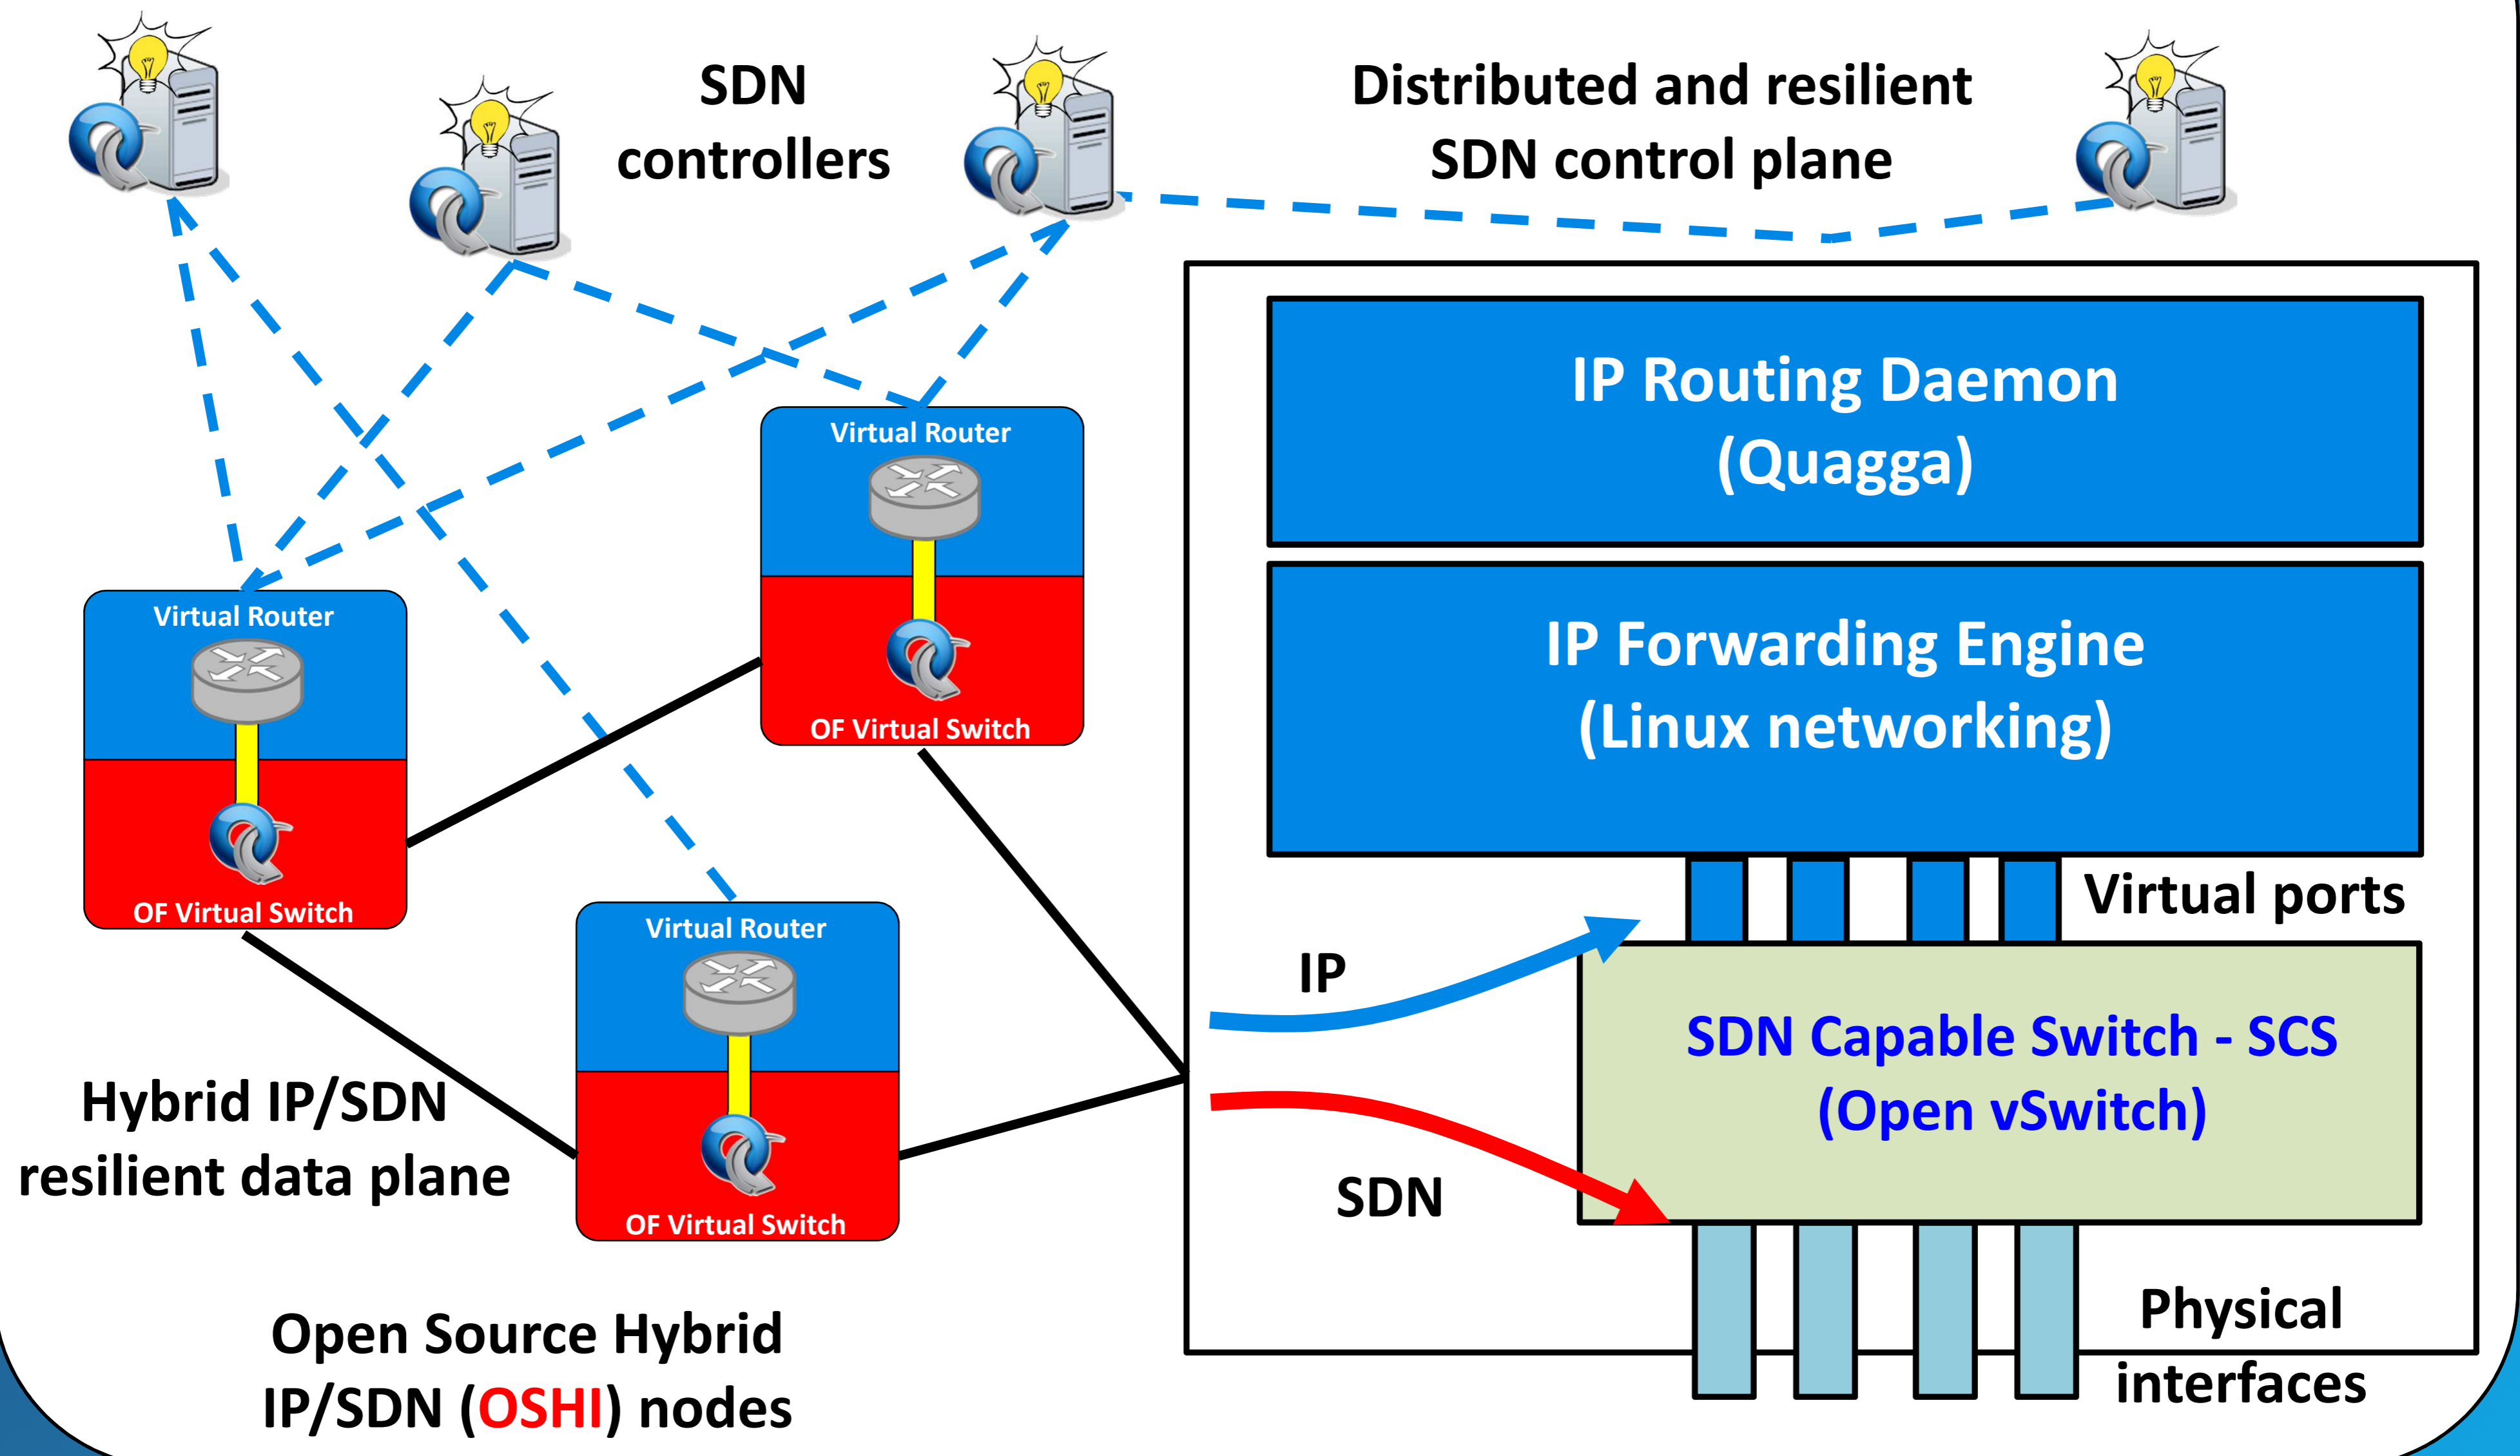 SDN
controllers
Distributed and resilient
SDN control plane
IP Routing Daemon
(Quagga)
IP Forwarding Engine
(Linux networking)
Virtual Router
OF Virtual Switch
Virtual Router
OF Virtual Switch
Virtual Router
OF Virtual Switch
Virtual ports
IP
SDN Capable Switch - SCS
(Open vSwitch)
SDN
Hybrid IP/SDN
resilient data plane
Physical
interfaces
Open Source Hybrid
IP/SDN (OSHI) nodes